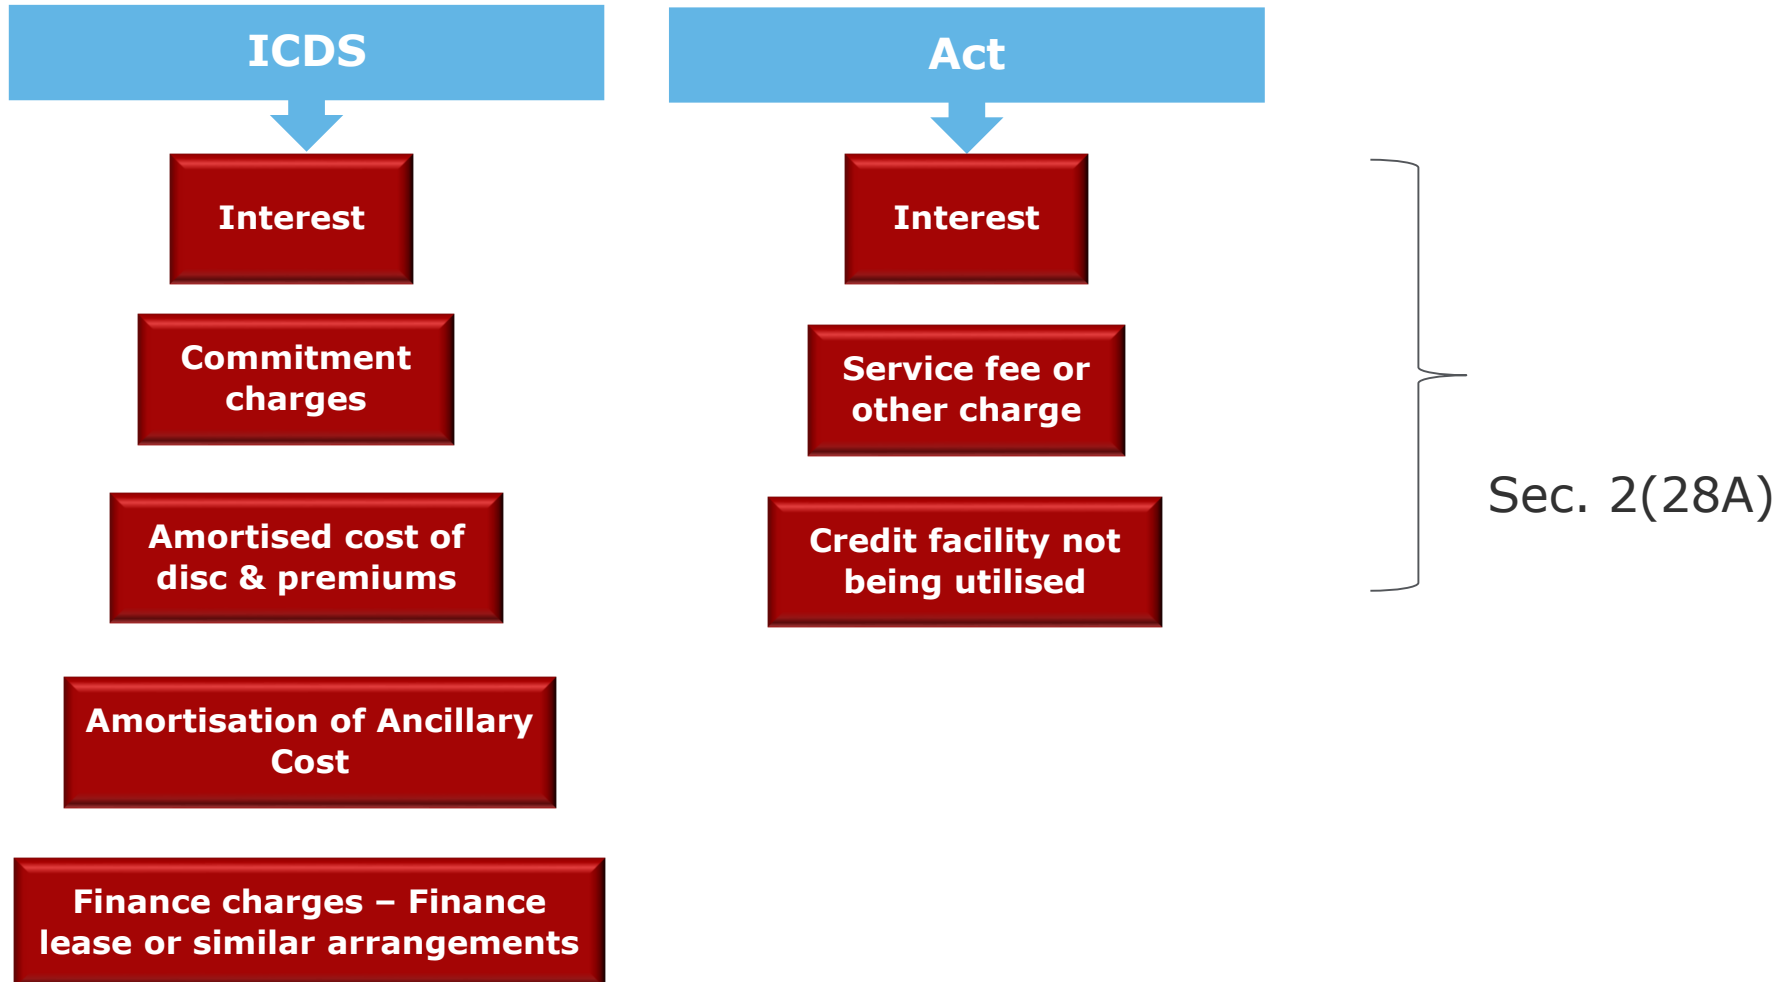 ICDS
Interest
Commitment
charges
Amortised cost of
disc & premiums
Amortisation of Ancillary
Cost
Finance charges – Finance
lease or similar arrangements
Act
Interest
Service fee or
other charge
Credit facility not
being utilised
Sec. 2(28A)